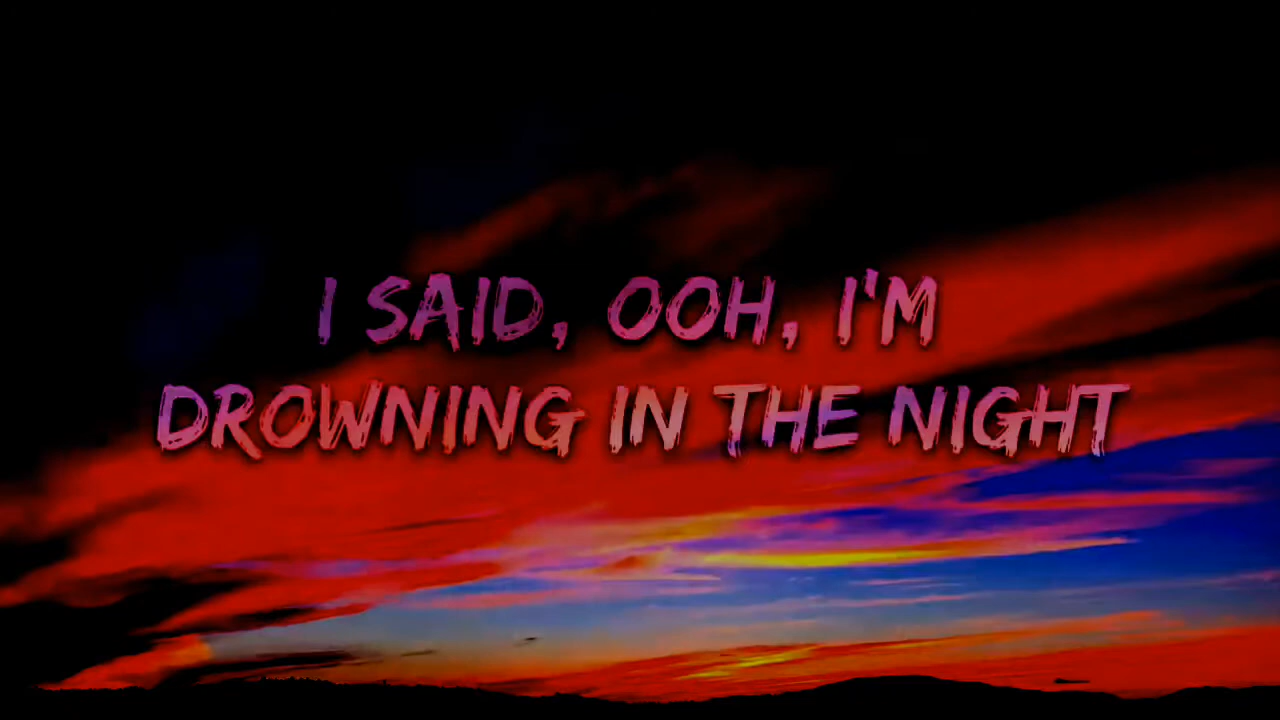 I SAID, OOH, I'M
DROWNING IN THE NIGHT